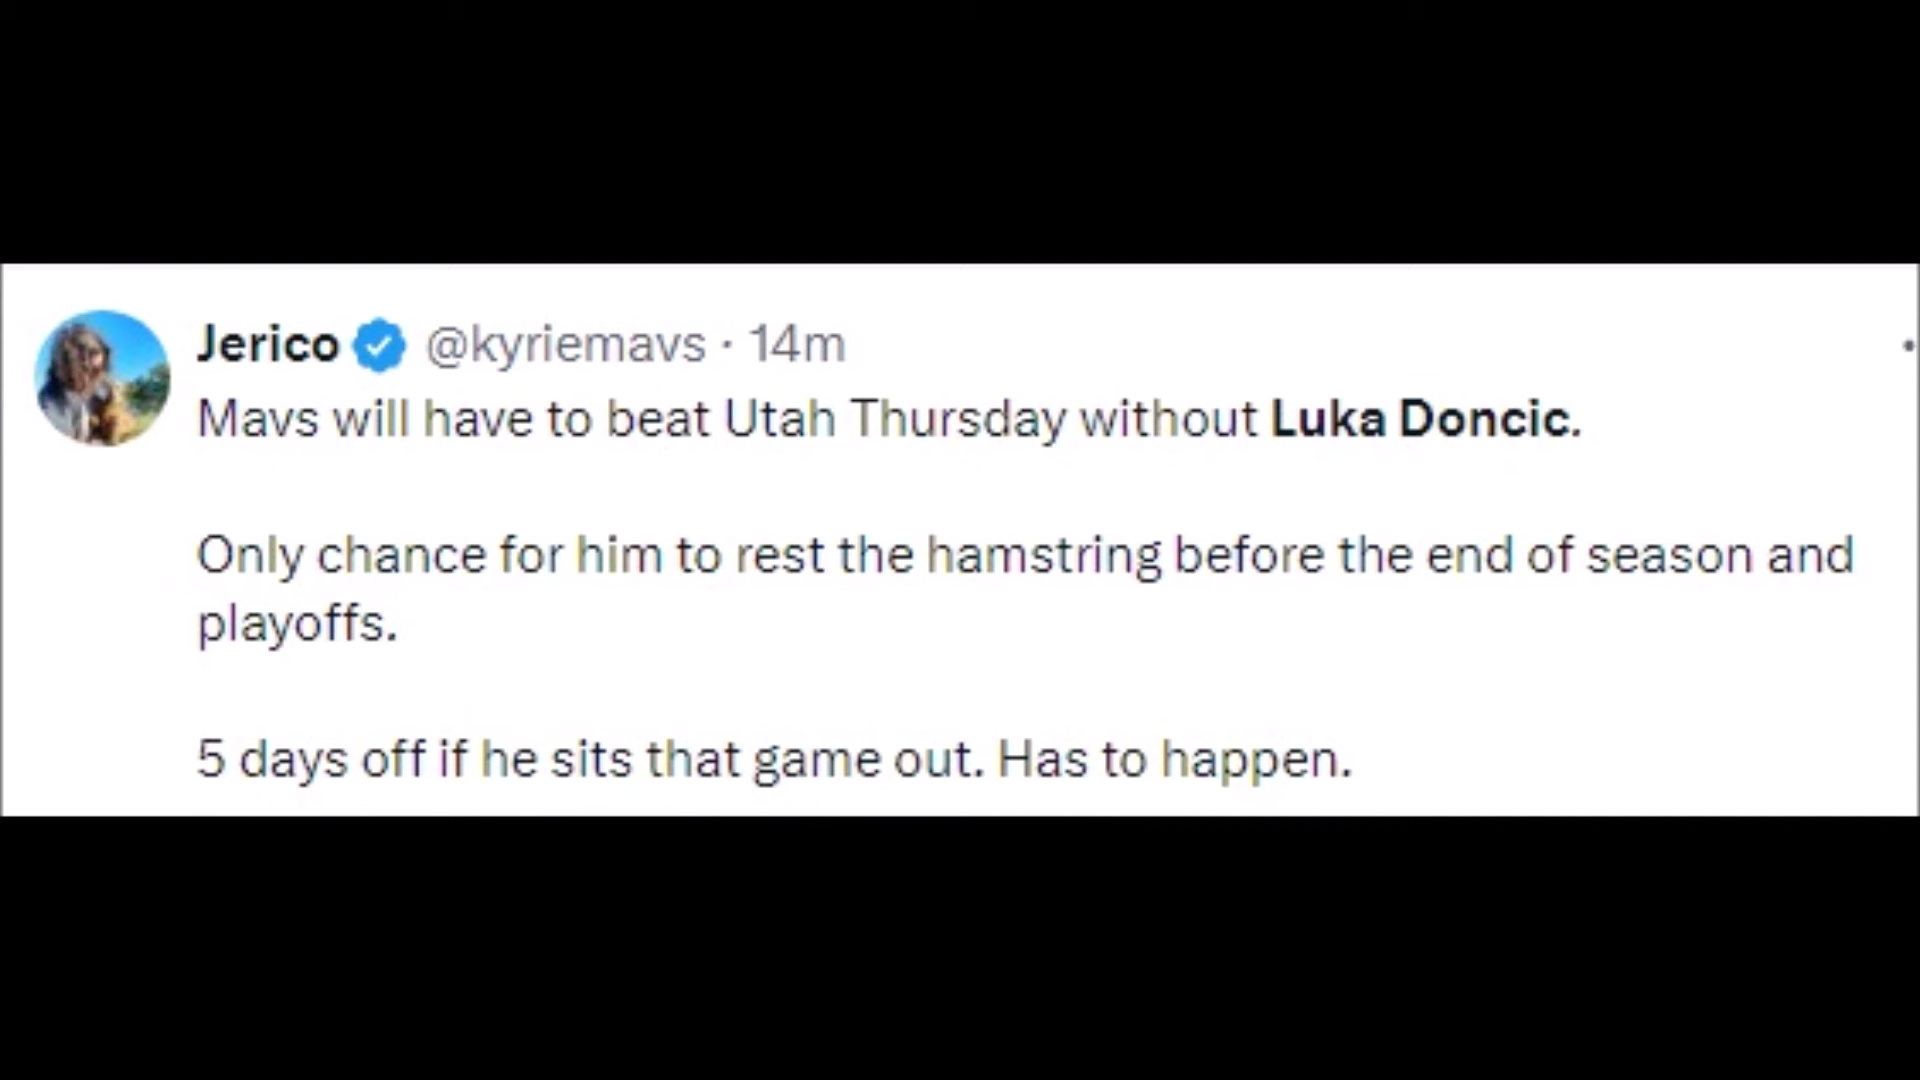 Jerico @kyriemavs · 14m
Mavs will have to beat Utah Thursday without Luka Doncic.
Only chance for him to rest the hamstring before the end of season and
playoffs.
5 days off if he sits that game out. Has to happen.